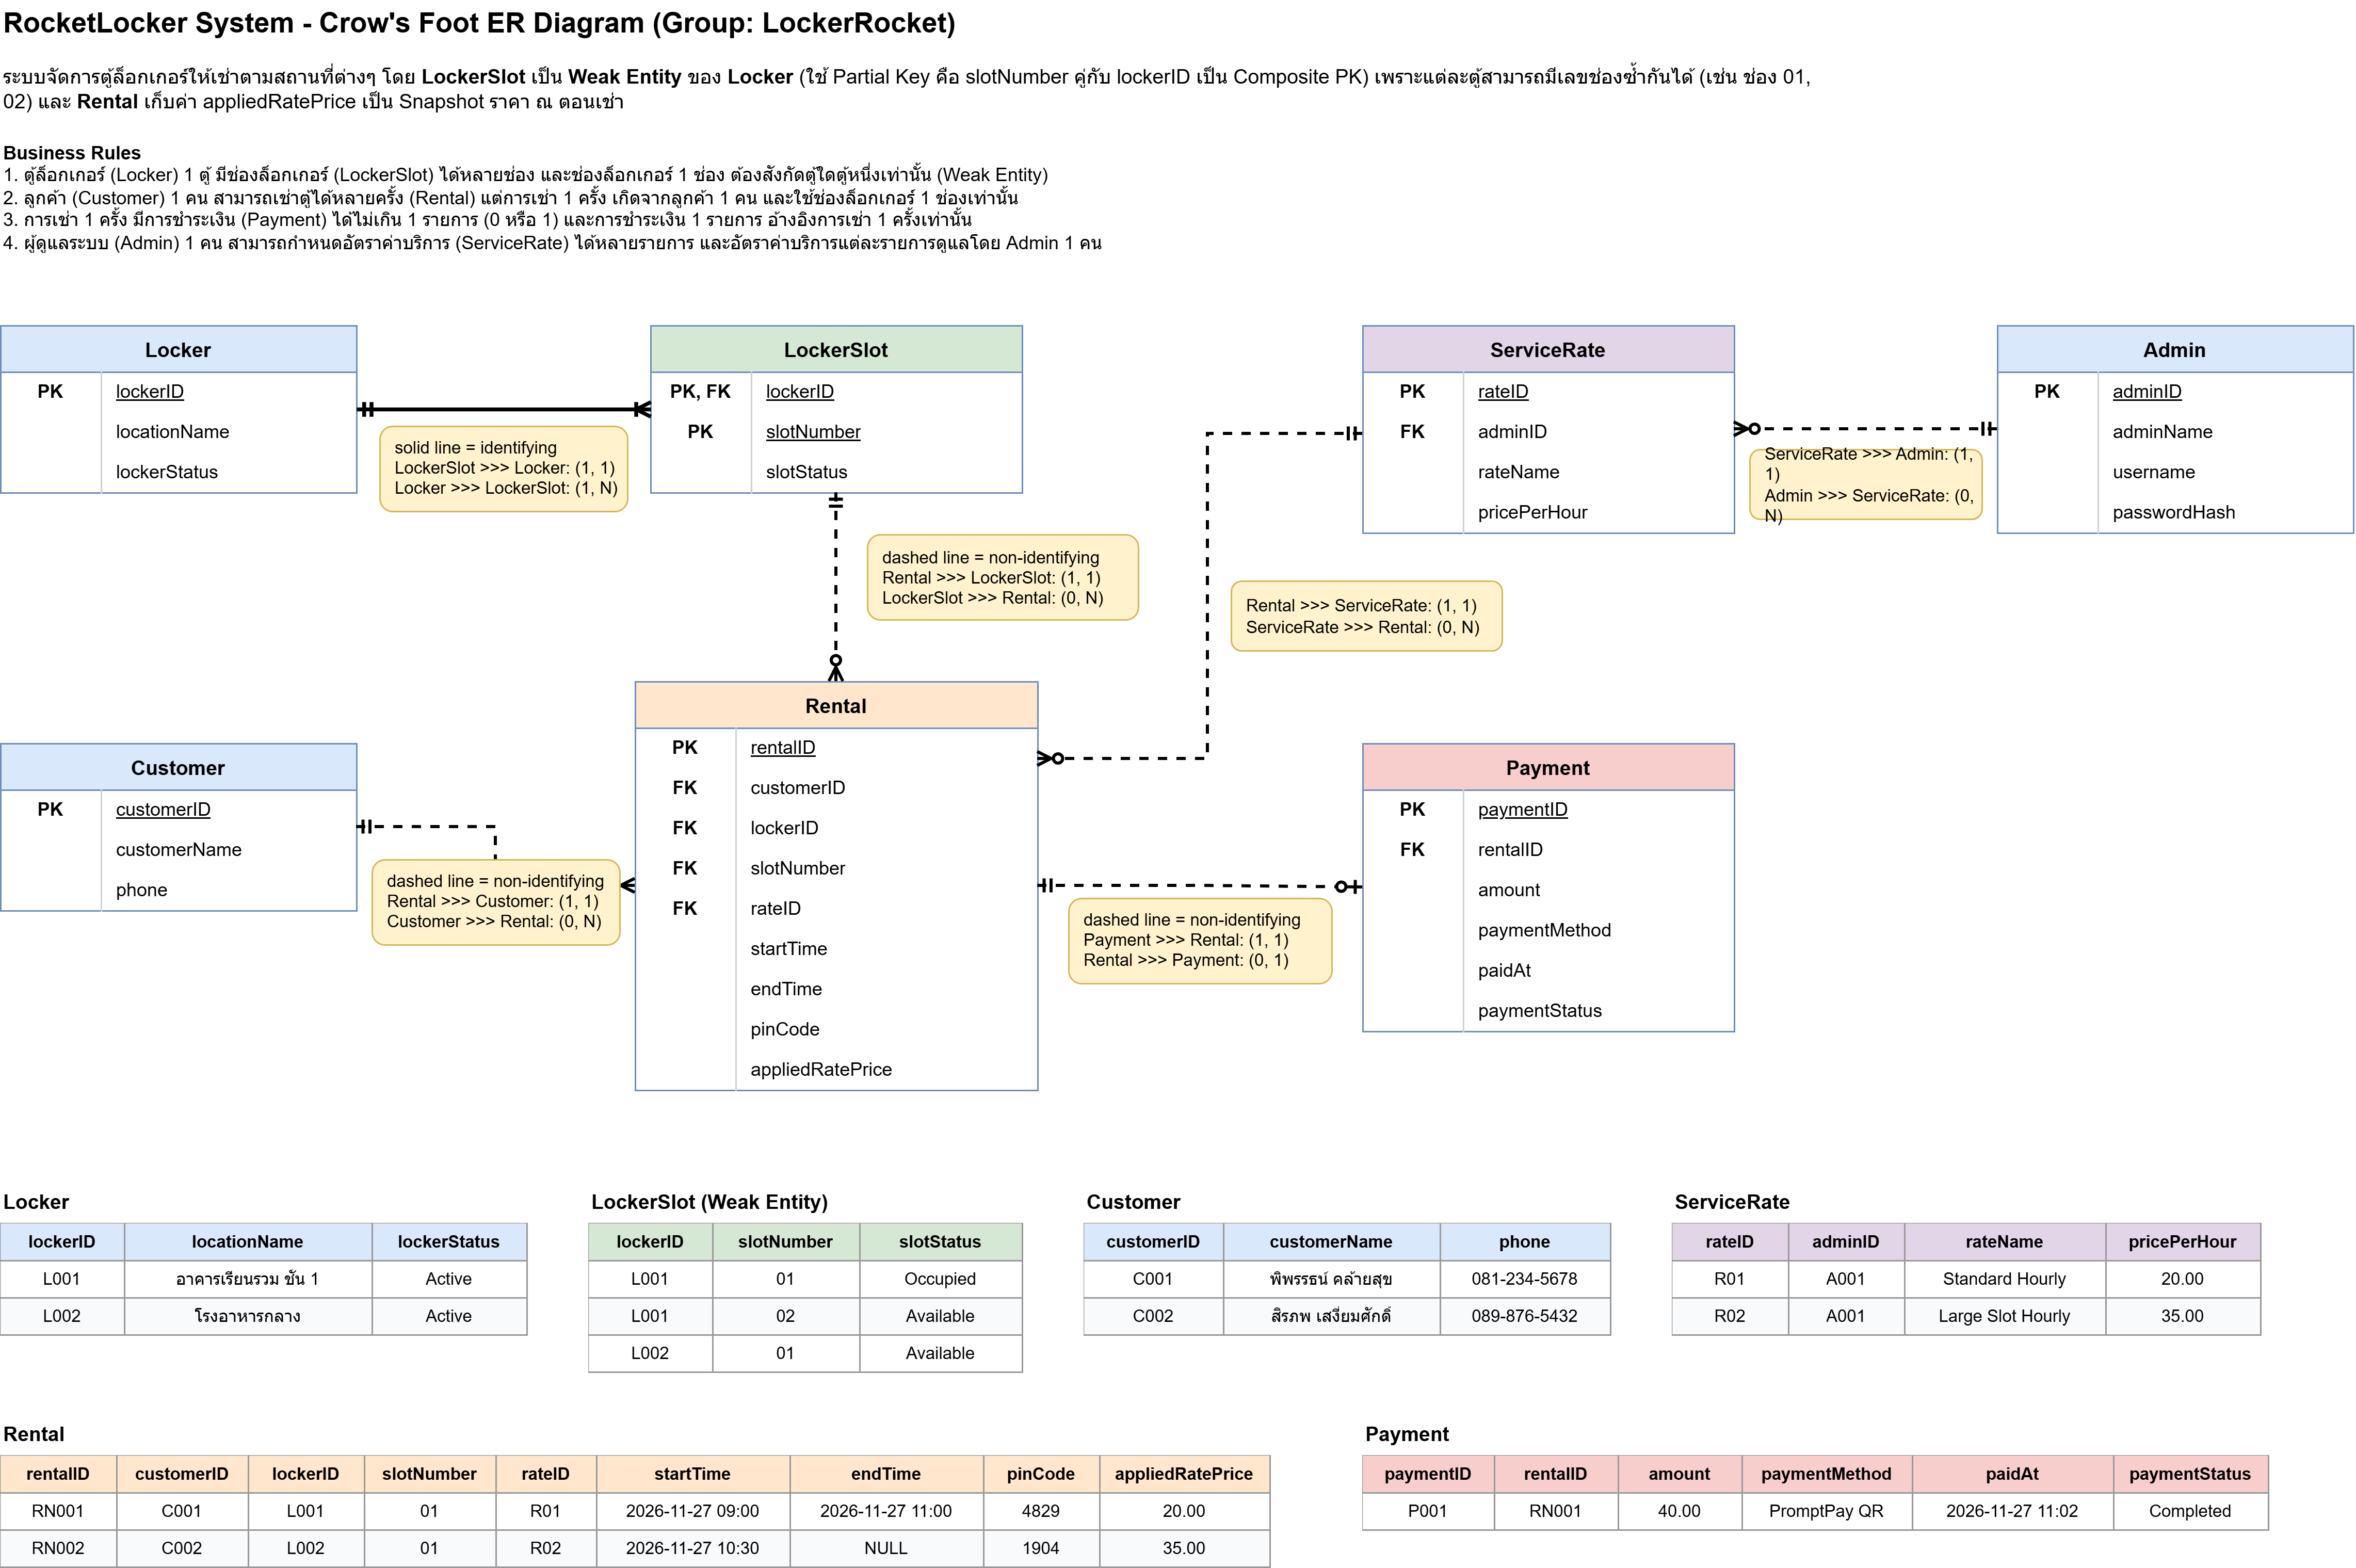 RocketLocker System - Crow's Foot ER Diagram (Group: LockerRocket)
ระบบจัดการตู้ล็อกเกอร์ให้เช่าตามสถานที่ต่างๆ โดย LockerSlot เป็น Weak Entity ของ Locker (ใช้ Partial Key คือ slotNumber คู่กับ lockerID เป็น Composite PK) เพราะแต่ละตู้สามารถมีเลขช่องซ้ำกันได้ (เช่น ช่อง 01,
02) และ Rental เก็บค่า appliedRatePrice เป็น Snapshot ราคา ณ ตอนเช่า
Business Rules
1. ตู้ล็อกเกอร์ (Locker) 1 ตู้ มีช่องล็อกเกอร์ (LockerSlot) ได้หลายช่อง และช่องล็อกเกอร์ 1 ช่อง ต้องสังกัดตู้ใดตู้หนึ่งเท่านั้น (Weak Entity)
2. ลูกค้า (Customer) 1 คน สามารถเช่าตู้ได้หลายครั้ง (Rental) แต่การเช่า 1 ครั้ง เกิดจากลูกค้า 1 คน และใช้ช่องล็อกเกอร์ 1 ช่องเท่านั้น
3. การเช่า 1 ครั้ง มีการชำระเงิน (Payment) ได้ไม่เกิน 1 รายการ (0 หรือ 1) และการชำระเงิน 1 รายการ อ้างอิงการเช่า 1 ครั้งเท่านั้น
4. ผู้ดูแลระบบ (Admin) 1 คน สามารถกำหนดอัตราค่าบริการ (ServiceRate) ได้หลายรายการ และอัตราค่าบริการแต่ละรายการดูแลโดย Admin 1 คน
Locker
PK lockerID
locationName
lockerStatus
solid line = identifying
LockerSlot >>> Locker: (1, 1)
Locker >>> LockerSlot: (1, N)
LockerSlot
PK, FK lockerID
PK slotNumber
slotStatus
dashed line = non-identifying
Rental >>> LockerSlot: (1, 1)
LockerSlot >>> Rental: (0, N)
ServiceRate
PK rateID
FK adminID
rateName
pricePerHour
ServiceRate >>> Admin: (1,
1)
Admin >>> ServiceRate: (0,
N)
Admin
PK adminID
adminName
username
passwordHash
Rental >>> ServiceRate: (1, 1)
ServiceRate >>> Rental: (0, N)
Customer
PK customerID
customerName
phone
dashed line = non-identifying
Rental >>> Customer: (1, 1)
Customer >>> Rental: (0, N)
Rental
PK rentalID
FK customerID
FK lockerID
FK slotNumber
FK rateID
startTime
endTime
pinCode
appliedRatePrice
dashed line = non-identifying
Payment >>> Rental: (1, 1)
Rental >>> Payment: (0, 1)
Payment
PK paymentID
FK rentalID
amount
paymentMethod
paidAt
paymentStatus
Locker
lockerID locationName lockerStatus
L001 อาคารเรียนรวม ชั้น 1 Active
L002 โรงอาหารกลาง Active
LockerSlot (Weak Entity)
lockerID slotNumber slotStatus
L001 01 Occupied
L001 02 Available
L002 01 Available
Customer
customerID customerName phone
C001 พิพรรธน์ คล้ายสุข 081-234-5678
C002 สิรภพ เสงี่ยมศักดิ์ 089-876-5432
ServiceRate
rateID adminID rateName pricePerHour
R01 A001 Standard Hourly 20.00
R02 A001 Large Slot Hourly 35.00
Rental
rentalID customerID lockerID slotNumber rateID startTime endTime pinCode appliedRatePrice
RN001 C001 L001 01 R01 2026-11-27 09:00 2026-11-27 11:00 4829 20.00
RN002 C002 L002 01 R02 2026-11-27 10:30 NULL 1904 35.00
Payment
paymentID rentalID amount paymentMethod paidAt paymentStatus
P001 RN001 40.00 PromptPay QR 2026-11-27 11:02 Completed